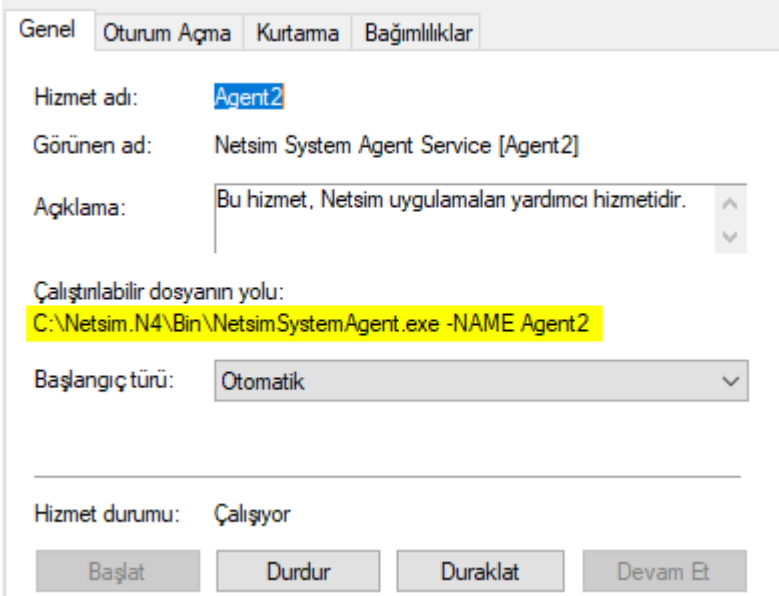 Genel Oturum Açma Kurtarma Bağımlılıklar
Hizmet adı: Agent2
Görünen ad: Netsim System Agent Service [Agent2]
Açıklama: Bu hizmet, Netsim uygulamaları yardımcı hizmetidir.
Çalıştırılabilir dosyanın yolu:
C:\Netsim.N4\Bin\NetsimSystemAgent.exe -NAME Agent2
Başlangıç türü: Otomatik
Hizmet durumu: Çalışıyor
Başlat Durdur Duraklat Devam Et